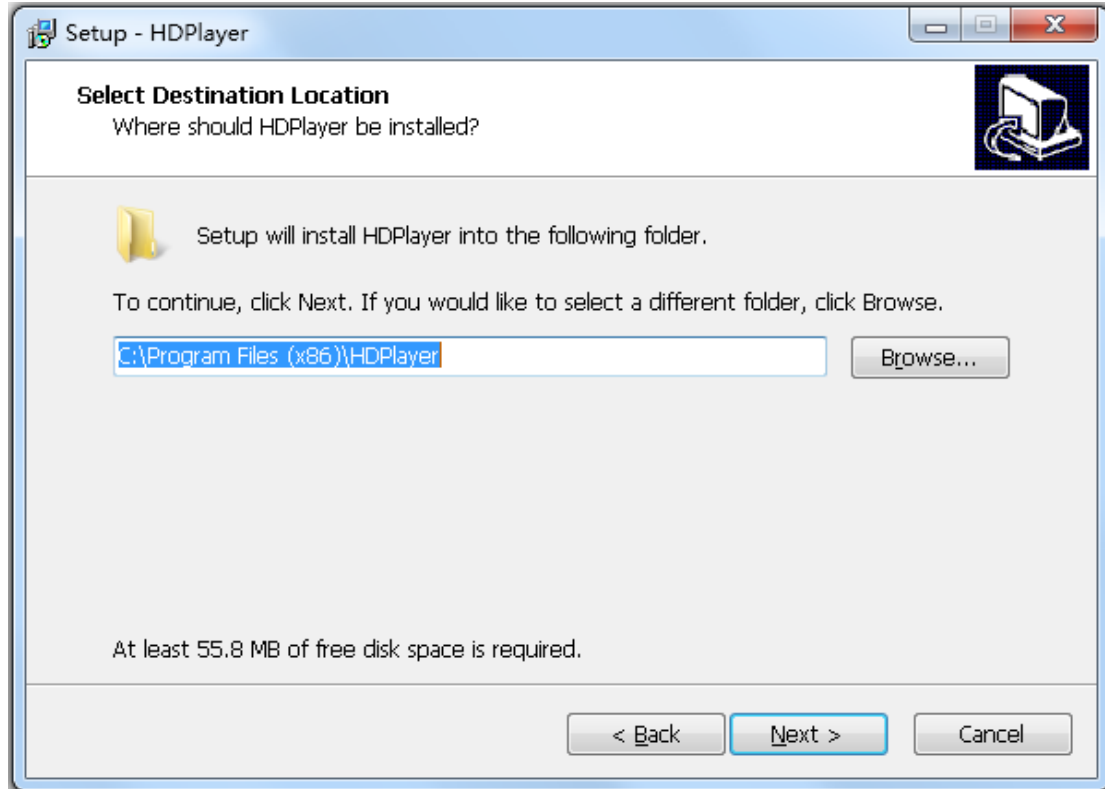 Setup - HDPlayer
Select Destination Location
Where should HDPlayer be installed?
Setup will install HDPlayer into the following folder.
To continue, click Next. If you would like to select a different folder, click Browse.
C:\Program Files (x86)\HDPlayer
Browse...
At least 55.8 MB of free disk space is required.
< Back
Next >
Cancel